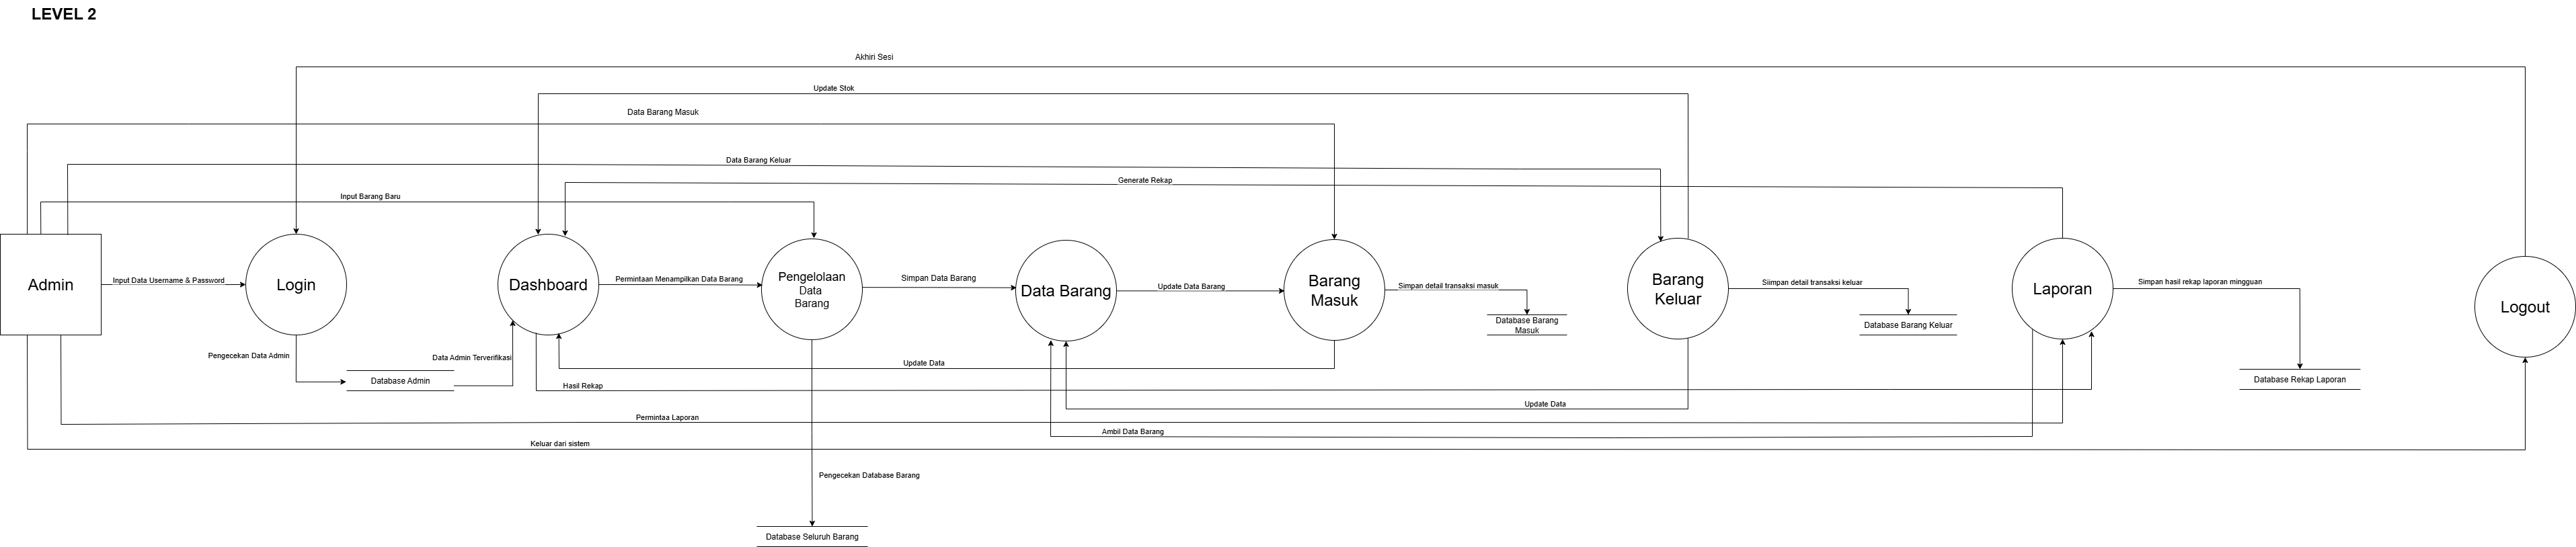 LEVEL 2
Akhiri Sesi
Update Stok
Data Barang Masuk
Data Barang Keluar
Generate Rekap
Input Barang Baru
Admin
Input Data Username & Password
Login
Dashboard
Permintaan Menampilkan Data Barang
Pengelolaan
Data
Barang
Simpan Data Barang
Data Barang
Update Data Barang
Barang
Masuk
Simpan detail transaksi masuk
Database Barang
Masuk
Barang
Keluar
Siimpan detail transaksi keluar
Database Barang Keluar
Laporan
Simpan hasil rekap laporan mingguan
Database Rekap Laporan
Logout
Pengecekan Data Admin
Database Admin
Data Admin Terverifikasi
Update Data
Hasil Rekap
Update Data
Permintaa Laporan
Ambil Data Barang
Keluar dari sistem
Pengecekan Database Barang
Database Seluruh Barang